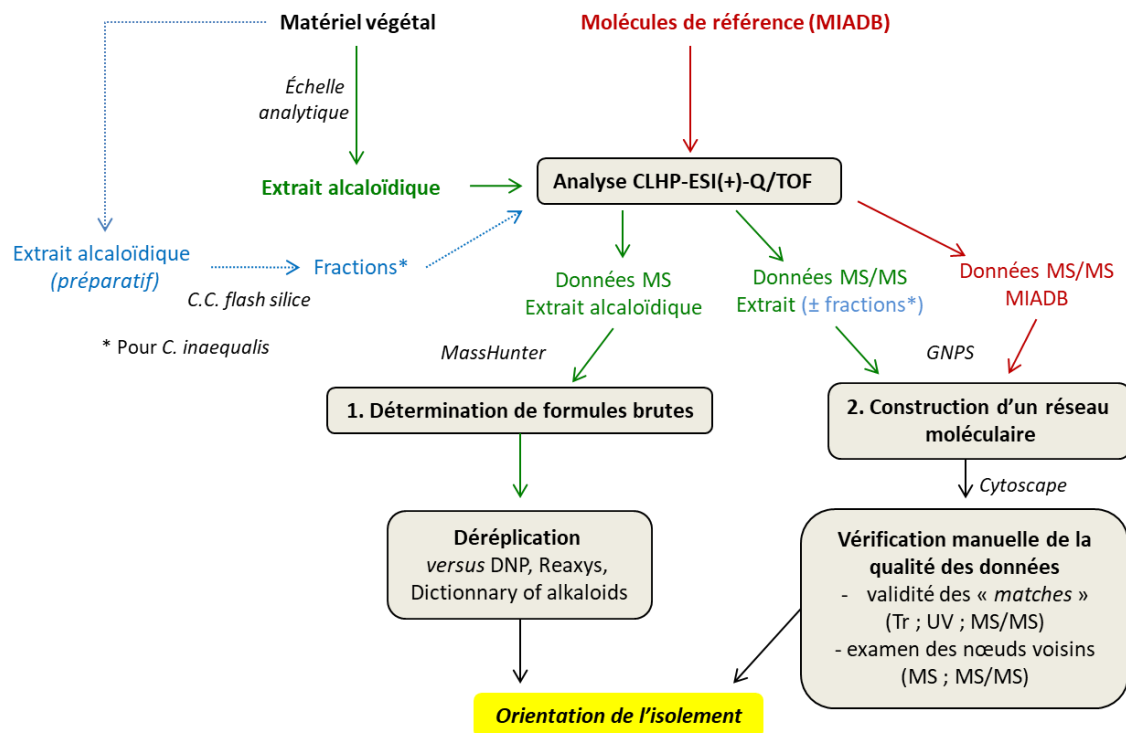 Matériel végétal
Molécules de référence (MIADB)
Échelle
analytique
Extrait alcaloïdique
Analyse CLHP-ESI(+)-Q/TOF
Extrait alcaloïdique
(préparatif)
C.C. flash silice
Fractions*
Données MS
Extrait alcaloïdique
Données MS/MS
Extrait (± fractions*)
Données MS/MS
MIADB
* Pour C. inaequalis
MassHunter
GNPS
1. Détermination de formules brutes
2. Construction d’un réseau
moléculaire
Cytoscape
Déréplication
versus DNP, Reaxys,
Dictionnary of alkaloids
Vérification manuelle de la
qualité des données
- validité des « matches »
(Tr ; UV ; MS/MS)
- examen des nœuds voisins
(MS ; MS/MS)
Orientation de l’isolement